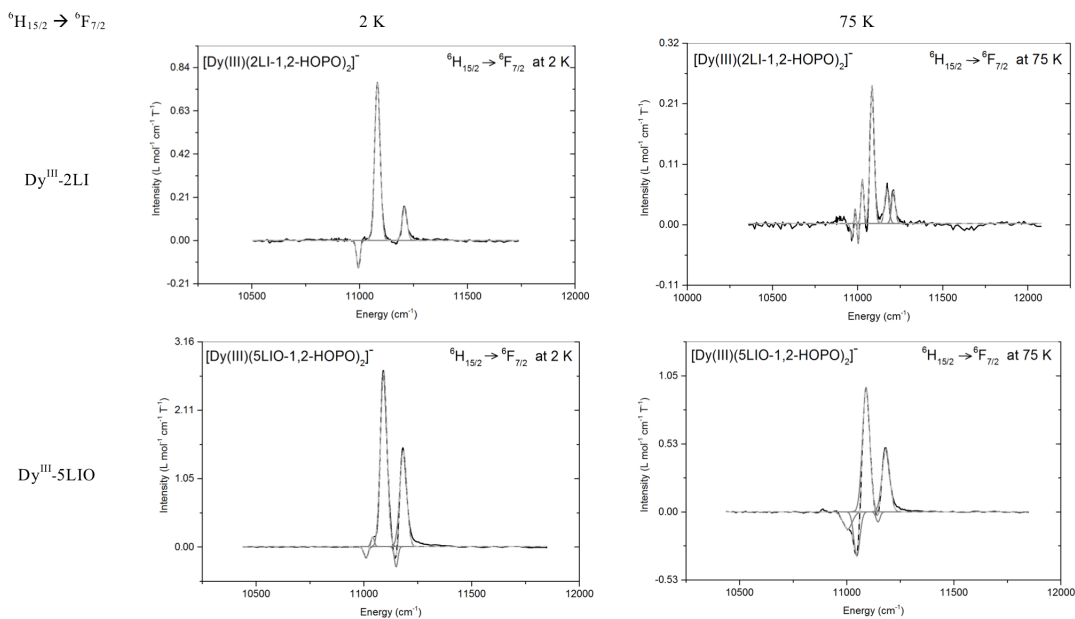 ⁶H₁₅/₂ → ⁶F₇/₂ 2 K 75 K
[Dy(III)(2LI-1,2-HOPO)₂]⁻ ⁶H₁₅/₂ → ⁶F₇/₂ at 2 K
0.84
0.63
0.42
0.21
0.00
-0.21
Intensity (L mol⁻¹ cm⁻¹ T⁻¹)
10500 11000 11500 12000
Energy (cm⁻¹)
[Dy(III)(2LI-1,2-HOPO)₂]⁻ ⁶H₁₅/₂ → ⁶F₇/₂ at 75 K
0.32
0.21
0.11
0.00
-0.11
Intensity (L mol⁻¹ cm⁻¹ T⁻¹)
10000 10500 11000 11500 12000
Energy (cm⁻¹)
Dyᴵᴵᴵ-2LI
[Dy(III)(5LIO-1,2-HOPO)₂]⁻ ⁶H₁₅/₂ → ⁶F₇/₂ at 2 K
3.16
2.11
1.05
0.00
Intensity (L mol⁻¹ cm⁻¹ T⁻¹)
10500 11000 11500 12000
Energy (cm⁻¹)
[Dy(III)(5LIO-1,2-HOPO)₂]⁻ ⁶H₁₅/₂ → ⁶F₇/₂ at 75 K
1.05
0.53
0.00
-0.53
Intensity (L mol⁻¹ cm⁻¹ T⁻¹)
10500 11000 11500 12000
Energy (cm⁻¹)
Dyᴵᴵᴵ-5LIO